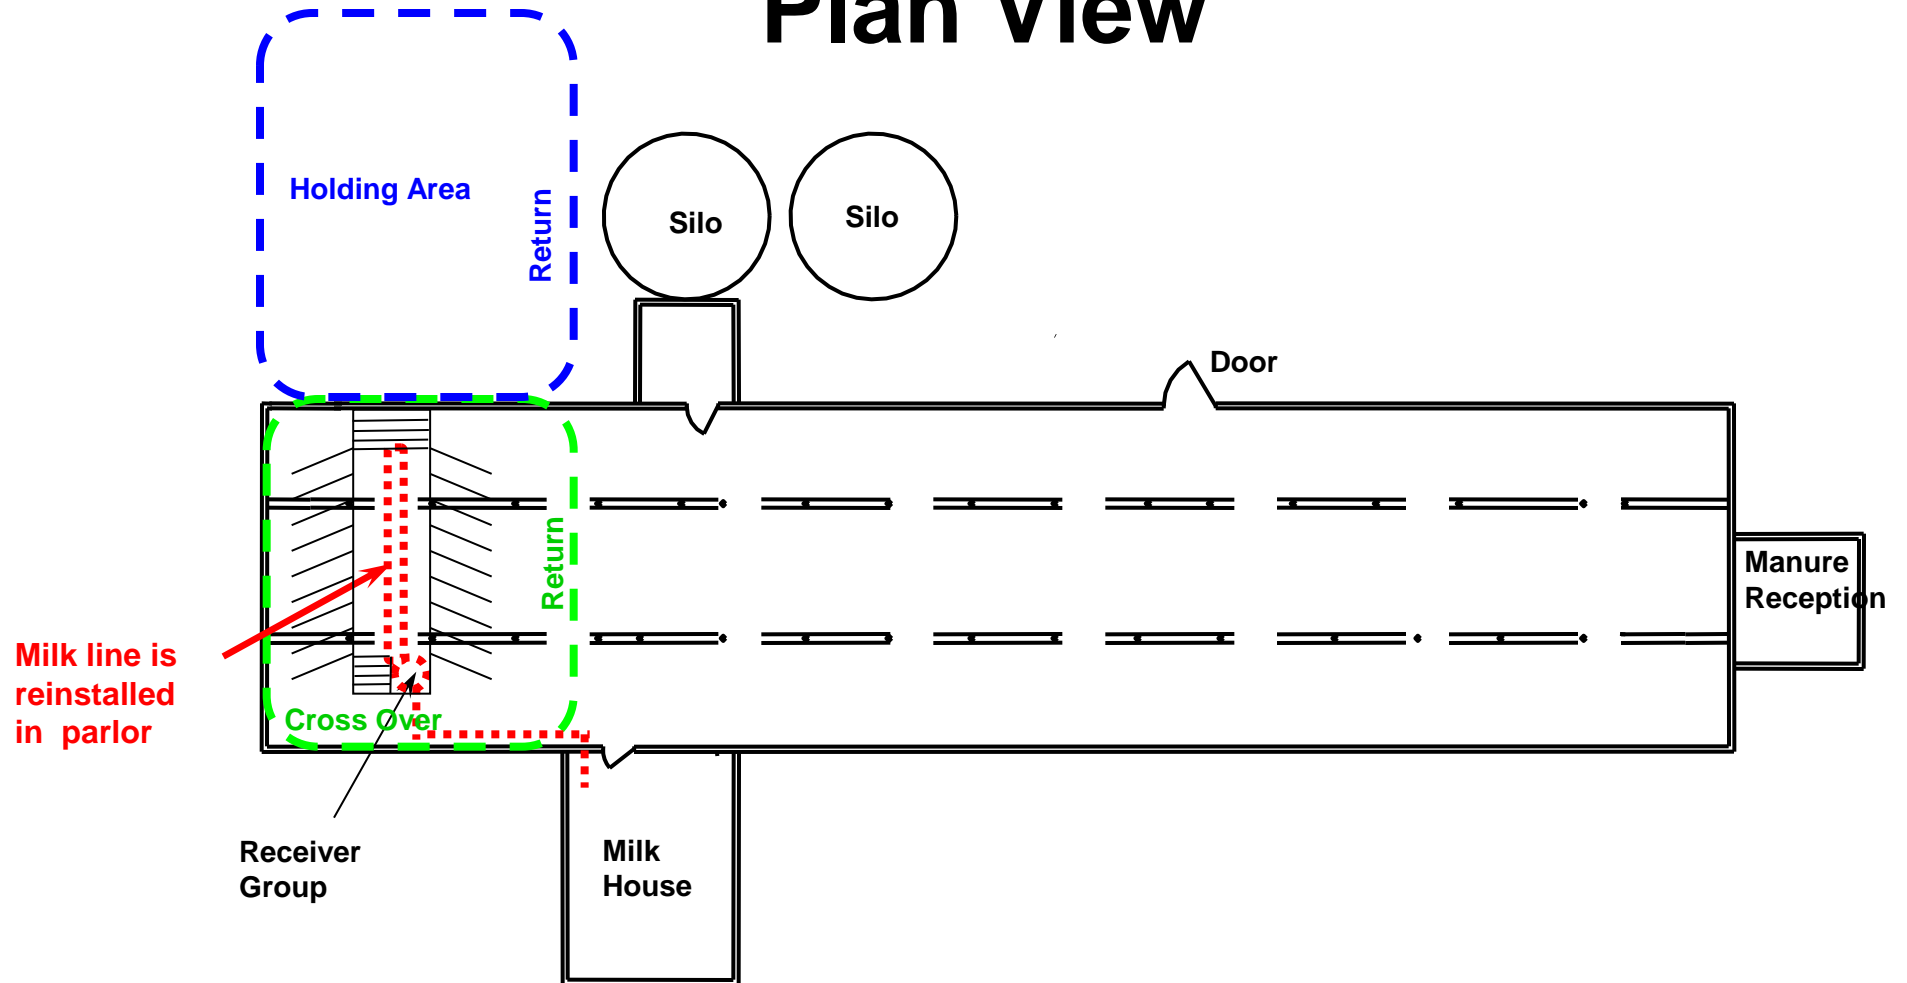 Plan View
Holding Area
Return
Silo
Silo
Door
Return
Manure
Reception
Milk line is
reinstalled
in parlor
Cross Over
Receiver
Group
Milk
House